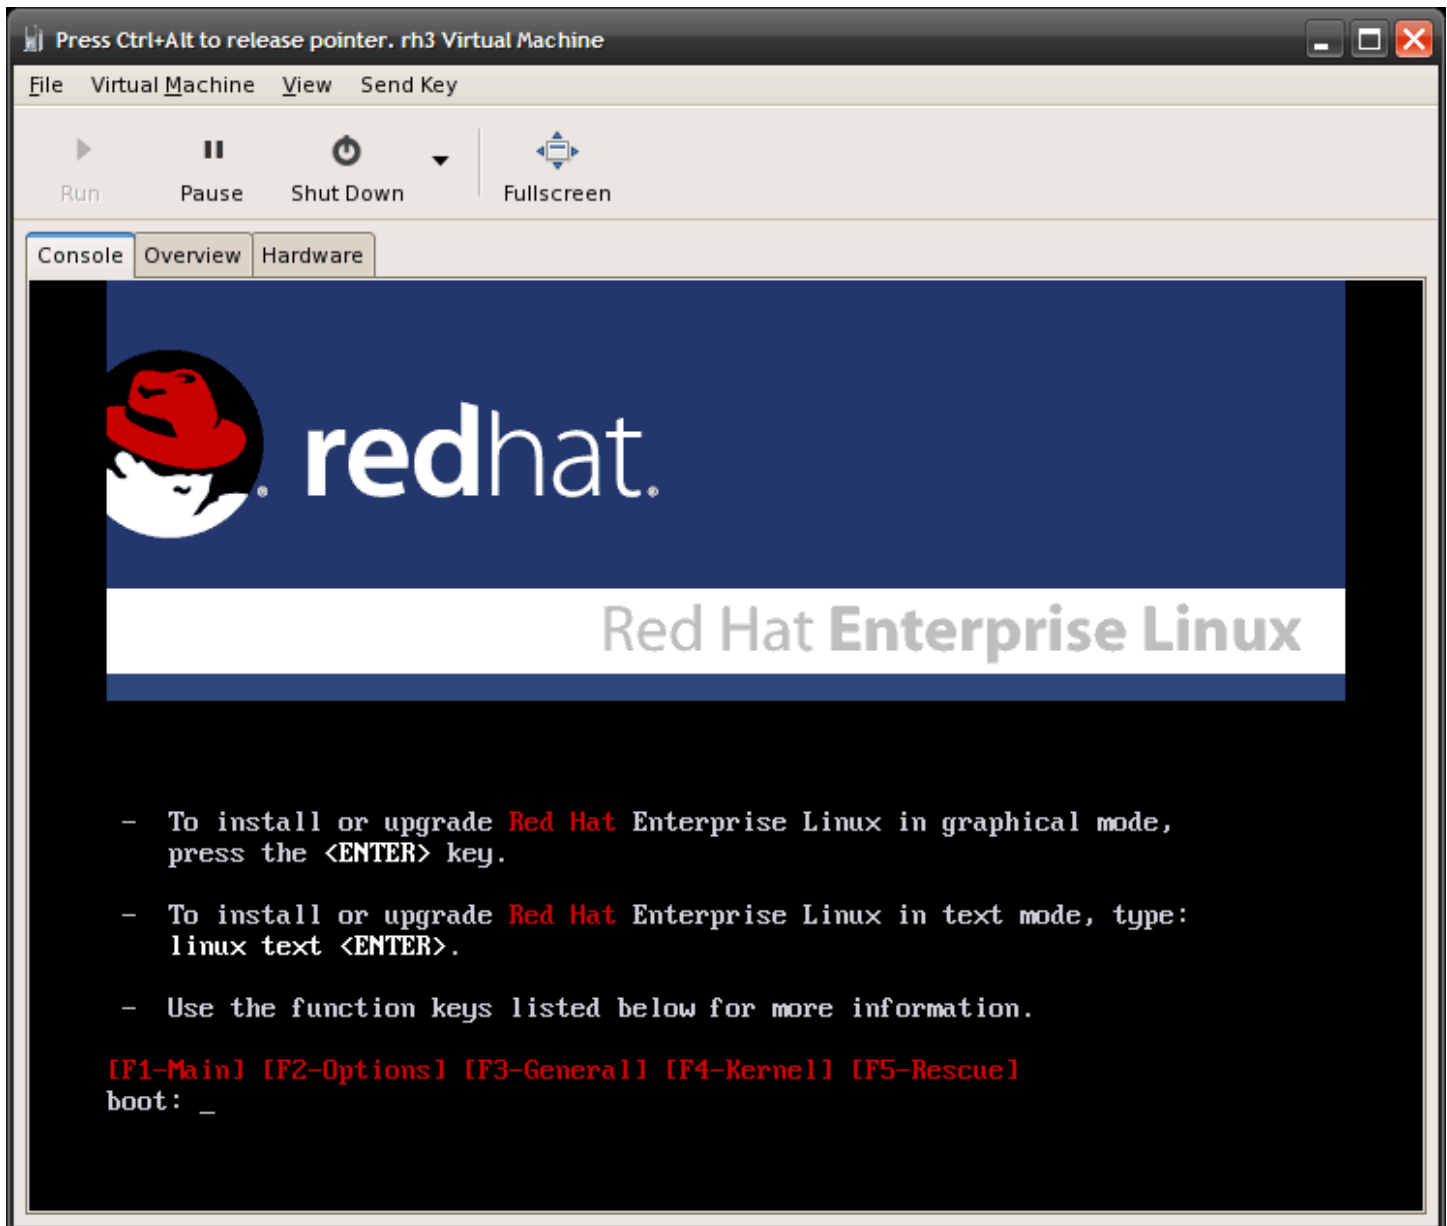 Press Ctrl+Alt to release pointer. rh3 Virtual Machine
File Virtual Machine View Send Key
Run Pause Shut Down Fullscreen
Console Overview Hardware
redhat.®
Red Hat Enterprise Linux
- To install or upgrade Red Hat Enterprise Linux in graphical mode,
press the <ENTER> key.
- To install or upgrade Red Hat Enterprise Linux in text mode, type:
linux text <ENTER>.
- Use the function keys listed below for more information.
[F1-Main] [F2-Options] [F3-General] [F4-Kernel] [F5-Rescue]
boot: _